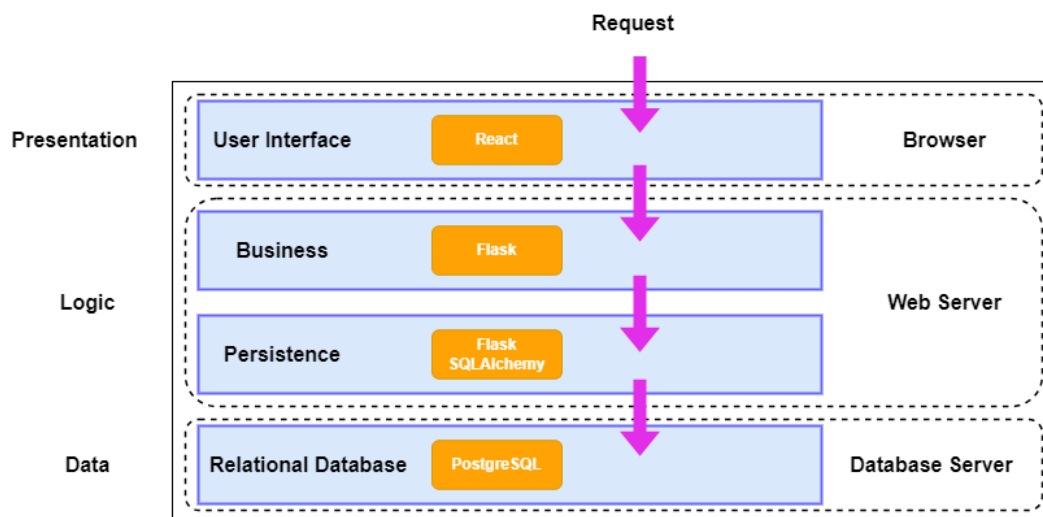 Request
Presentation
User Interface
React
Browser
Business
Flask
Logic
Web Server
Persistence
Flask
SQLAlchemy
Data
Relational Database
PostgreSQL
Database Server